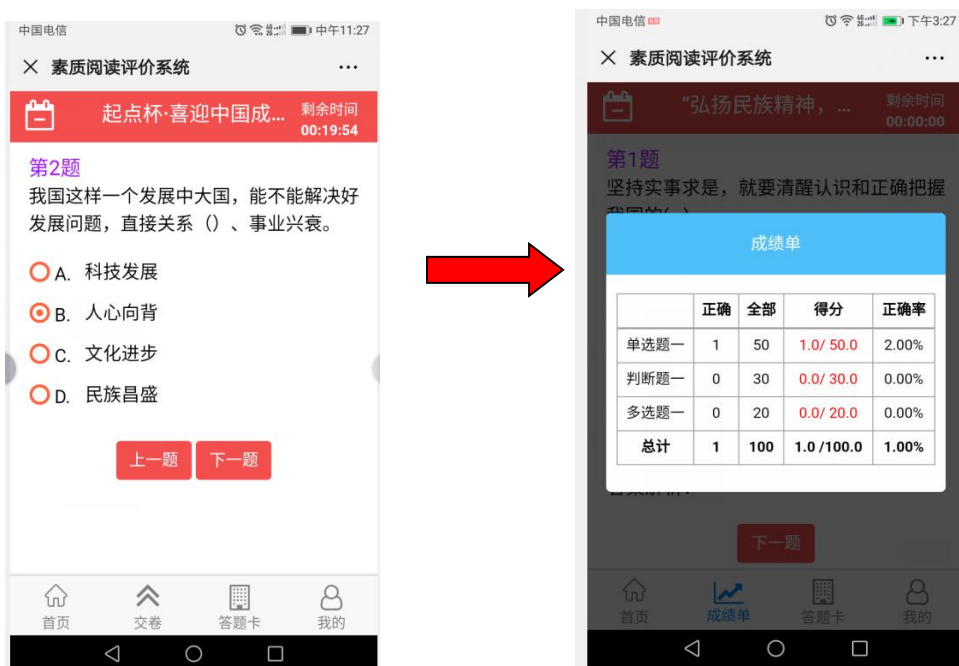 中国电信
中午11:27
素质阅读评价系统
起点杯·喜迎中国成...
剩余时间
00:19:54
第2题
我国这样一个发展中大国，能不能解决好
发展问题，直接关系（）、事业兴衰。
A. 科技发展
B. 人心向背
C. 文化进步
D. 民族昌盛
上一题 下一题
首页 交卷 答题卡 我的
中国电信
下午3:27
素质阅读评价系统
“弘扬民族精神，...
剩余时间
00:00:00
第1题
坚持实事求是，就要清醒认识和正确把握
我国的( )
成绩单
正确 全部 得分 正确率
单选题一 1 50 1.0/ 50.0 2.00%
判断题一 0 30 0.0/ 30.0 0.00%
多选题一 0 20 0.0/ 20.0 0.00%
总计 1 100 1.0 /100.0 1.00%
下一题
首页 成绩单 答题卡 我的